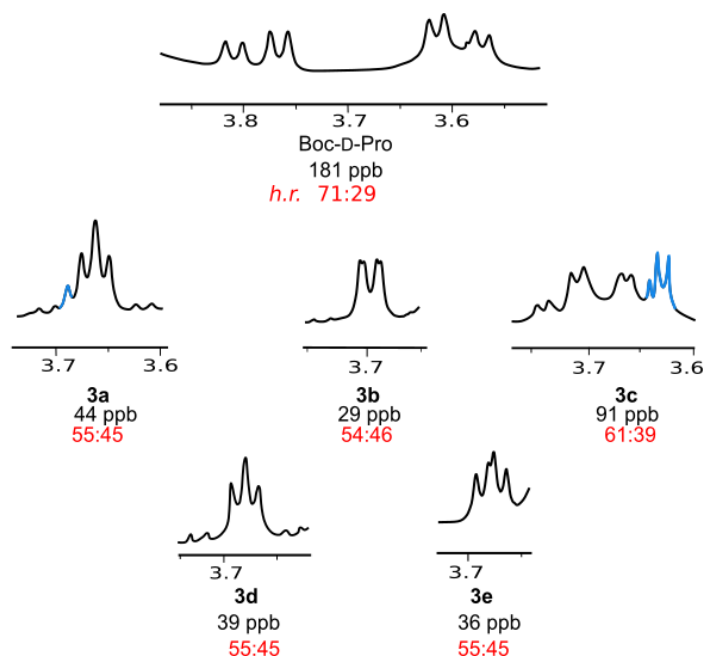 3.8 3.7 3.6
Boc-D-Pro
181 ppb
h.r. 71:29
3.7 3.6
3.7
3.7 3.6
3a 3b 3c
44 ppb 29 ppb 91 ppb
55:45 54:46 61:39
3.7 3.7
3d 3e
39 ppb 36 ppb
55:45 55:45